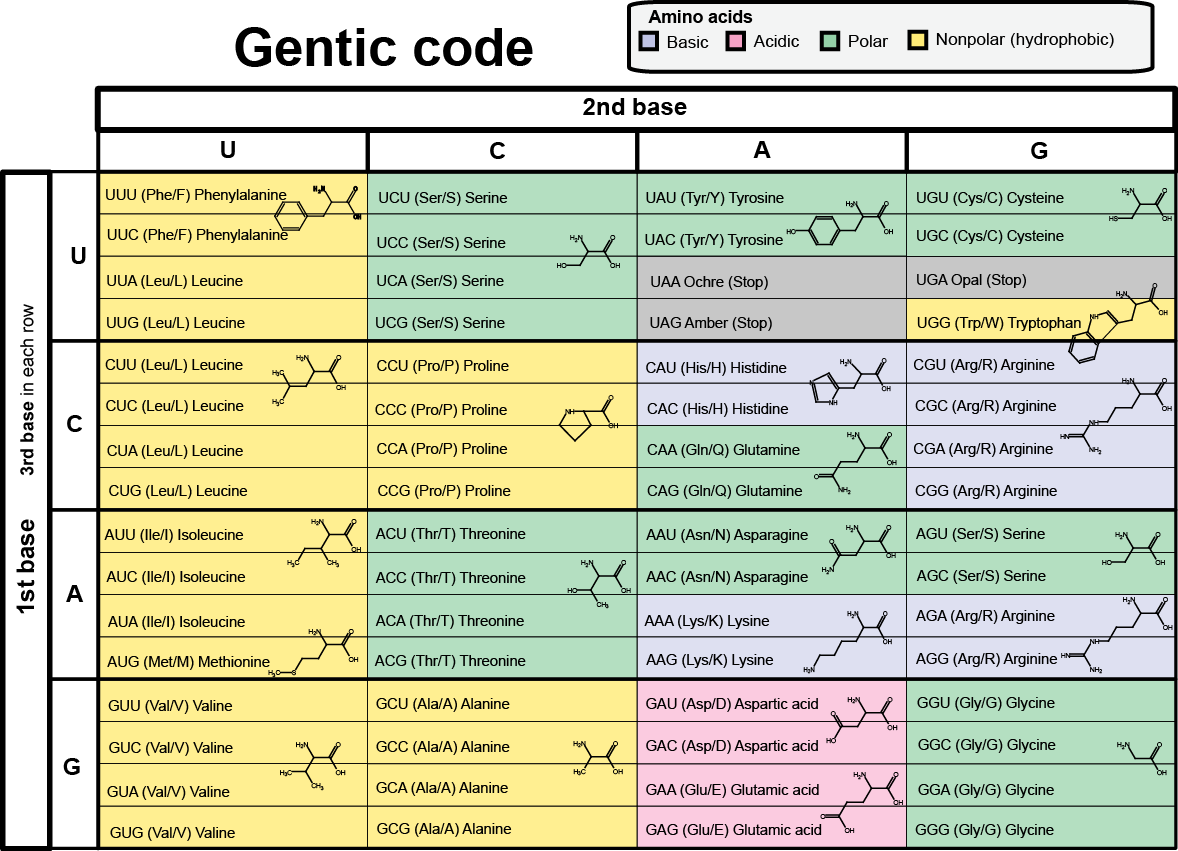 Gentic code
Amino acids
Basic Acidic Polar Nonpolar (hydrophobic)
2nd base
U C A G
1st base 3rd base in each row
U
UUU (Phe/F) Phenylalanine
UCU (Ser/S) Serine
UAU (Tyr/Y) Tyrosine
UGU (Cys/C) Cysteine
UUC (Phe/F) Phenylalanine
UCC (Ser/S) Serine
UAC (Tyr/Y) Tyrosine
UGC (Cys/C) Cysteine
UUA (Leu/L) Leucine
UCA (Ser/S) Serine
UAA Ochre (Stop)
UGA Opal (Stop)
UUG (Leu/L) Leucine
UCG (Ser/S) Serine
UAG Amber (Stop)
UGG (Trp/W) Tryptophan
C
CUU (Leu/L) Leucine
CCU (Pro/P) Proline
CAU (His/H) Histidine
CGU (Arg/R) Arginine
CUC (Leu/L) Leucine
CCC (Pro/P) Proline
CAC (His/H) Histidine
CGC (Arg/R) Arginine
CUA (Leu/L) Leucine
CCA (Pro/P) Proline
CAA (Gln/Q) Glutamine
CGA (Arg/R) Arginine
CUG (Leu/L) Leucine
CCG (Pro/P) Proline
CAG (Gln/Q) Glutamine
CGG (Arg/R) Arginine
A
AUU (Ile/I) Isoleucine
ACU (Thr/T) Threonine
AAU (Asn/N) Asparagine
AGU (Ser/S) Serine
AUC (Ile/I) Isoleucine
ACC (Thr/T) Threonine
AAC (Asn/N) Asparagine
AGC (Ser/S) Serine
AUA (Ile/I) Isoleucine
ACA (Thr/T) Threonine
AAA (Lys/K) Lysine
AGA (Arg/R) Arginine
AUG (Met/M) Methionine
ACG (Thr/T) Threonine
AAG (Lys/K) Lysine
AGG (Arg/R) Arginine
G
GUU (Val/V) Valine
GCU (Ala/A) Alanine
GAU (Asp/D) Aspartic acid
GGU (Gly/G) Glycine
GUC (Val/V) Valine
GCC (Ala/A) Alanine
GAC (Asp/D) Aspartic acid
GGC (Gly/G) Glycine
GUA (Val/V) Valine
GCA (Ala/A) Alanine
GAA (Glu/E) Glutamic acid
GGA (Gly/G) Glycine
GUG (Val/V) Valine
GCG (Ala/A) Alanine
GAG (Glu/E) Glutamic acid
GGG (Gly/G) Glycine